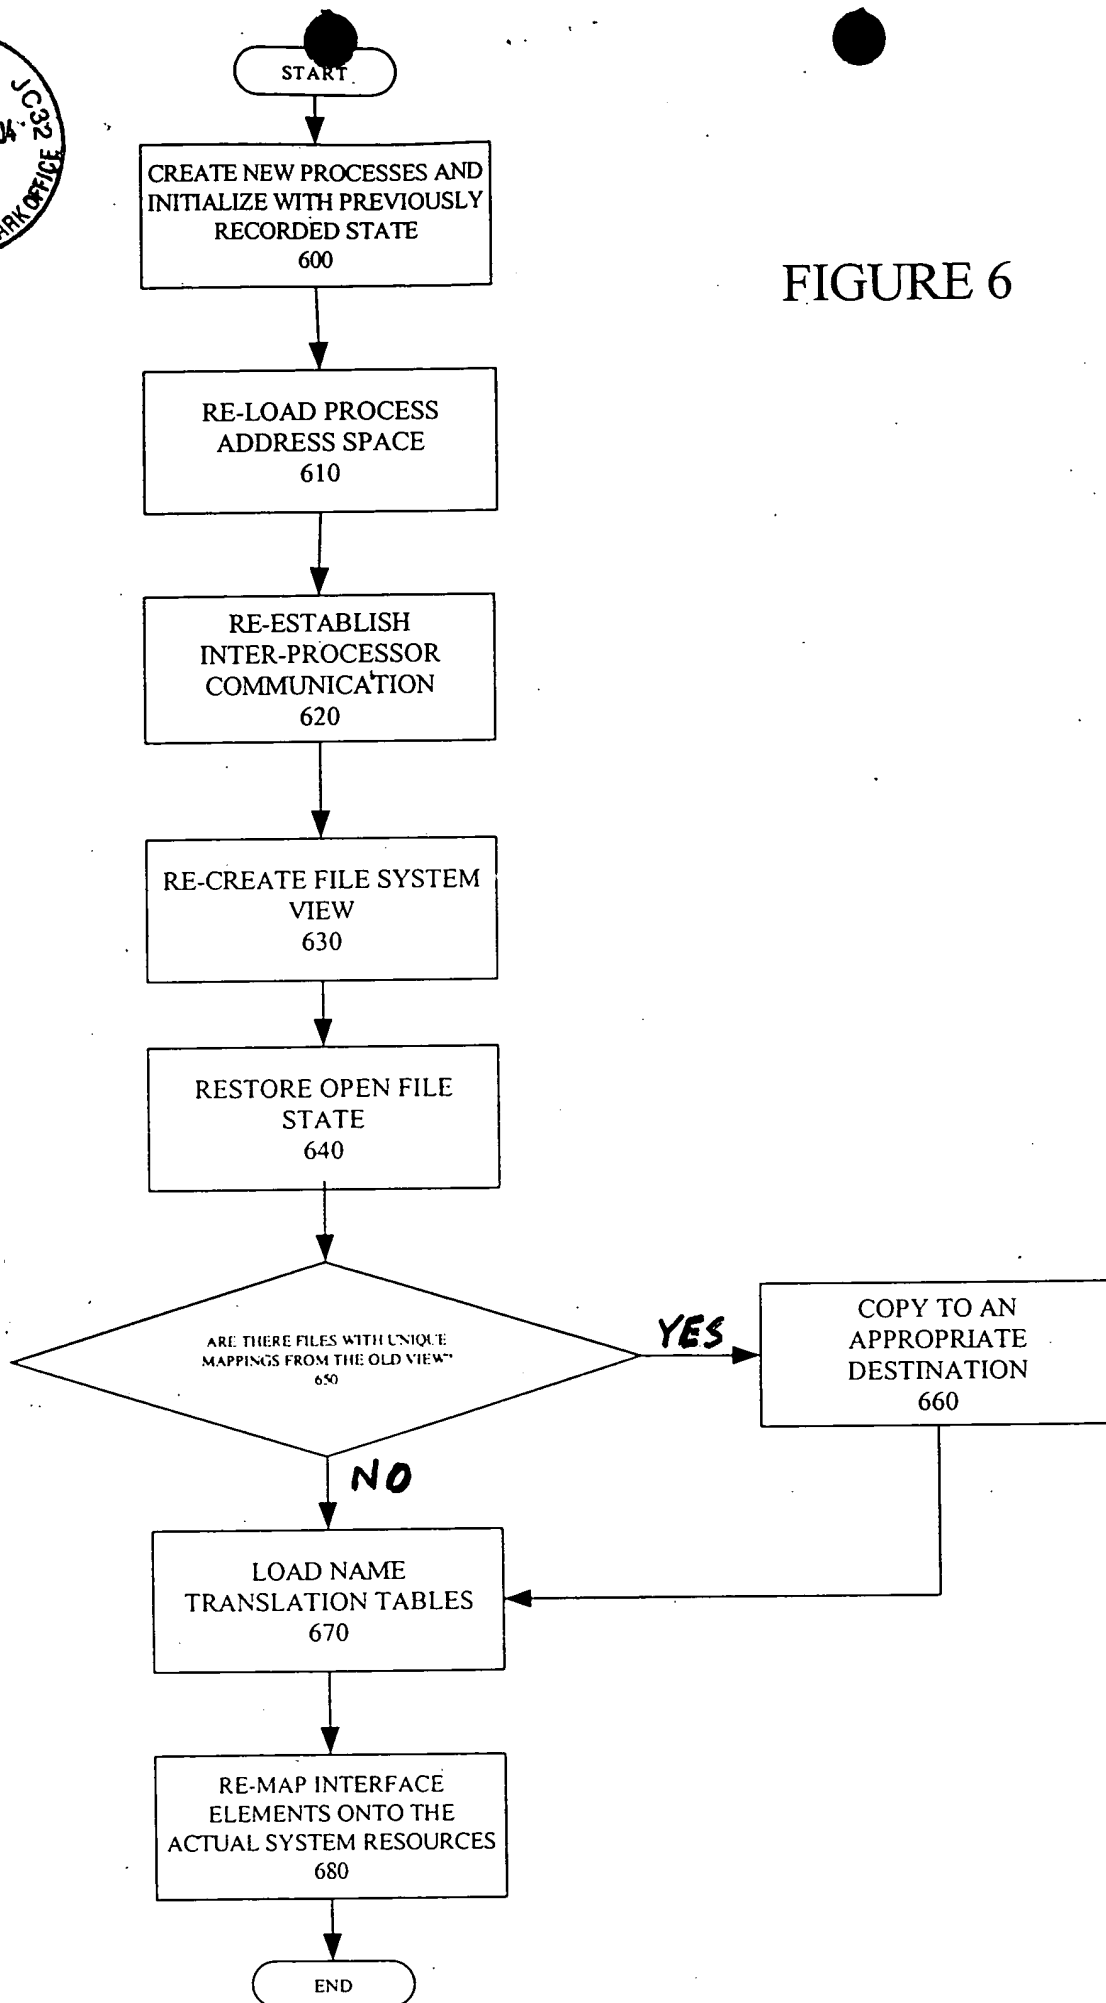 JC32
ARK OFFICE
START
CREATE NEW PROCESSES AND
INITIALIZE WITH PREVIOUSLY
RECORDED STATE
600
FIGURE 6
RE-LOAD PROCESS
ADDRESS SPACE
610
RE-ESTABLISH
INTER-PROCESSOR
COMMUNICATION
620
RE-CREATE FILE SYSTEM
VIEW
630
RESTORE OPEN FILE
STATE
640
ARE THERE FILES WITH UNIQUE
MAPPINGS FROM THE OLD VIEW?
650
YES
COPY TO AN
APPROPRIATE
DESTINATION
660
NO
LOAD NAME
TRANSLATION TABLES
670
RE-MAP INTERFACE
ELEMENTS ONTO THE
ACTUAL SYSTEM RESOURCES
680
END